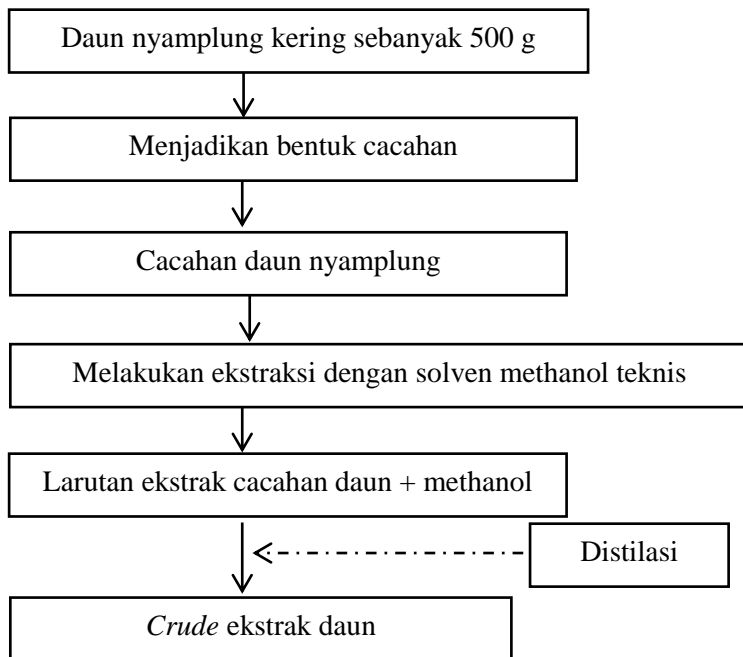 Daun nyamplung kering sebanyak 500 g
Menjadikan bentuk cacahan
Cacahan daun nyamplung
Melakukan ekstraksi dengan solven methanol teknis
Larutan ekstrak cacahan daun + methanol
Distilasi
Crude ekstrak daun